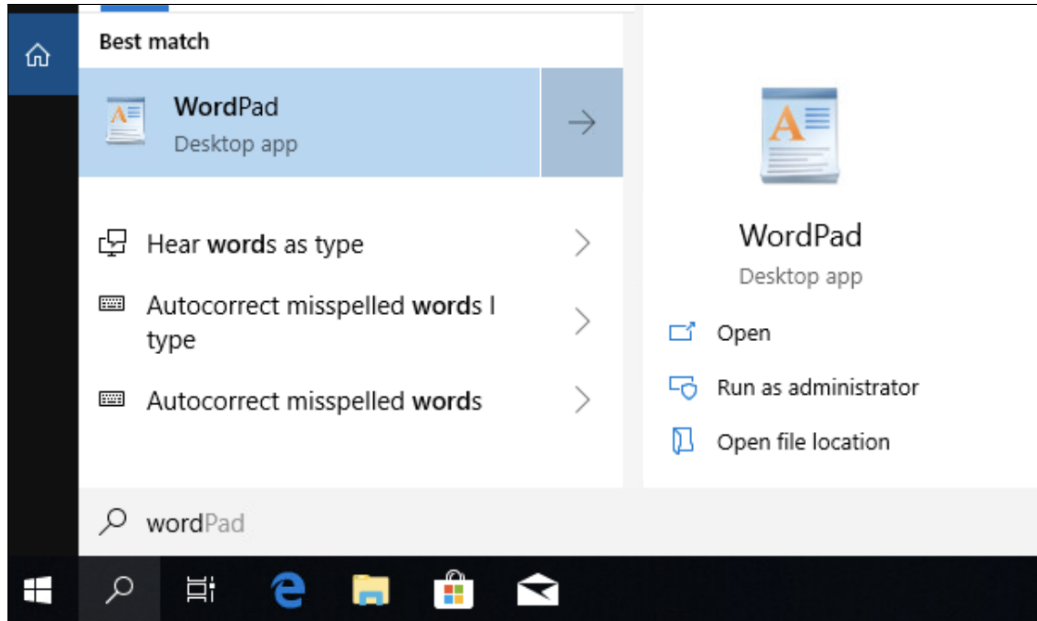 Best match
WordPad
Desktop app
Hear words as type
Autocorrect misspelled words I
type
Autocorrect misspelled words
WordPad
Desktop app
Open
Run as administrator
Open file location
wordPad